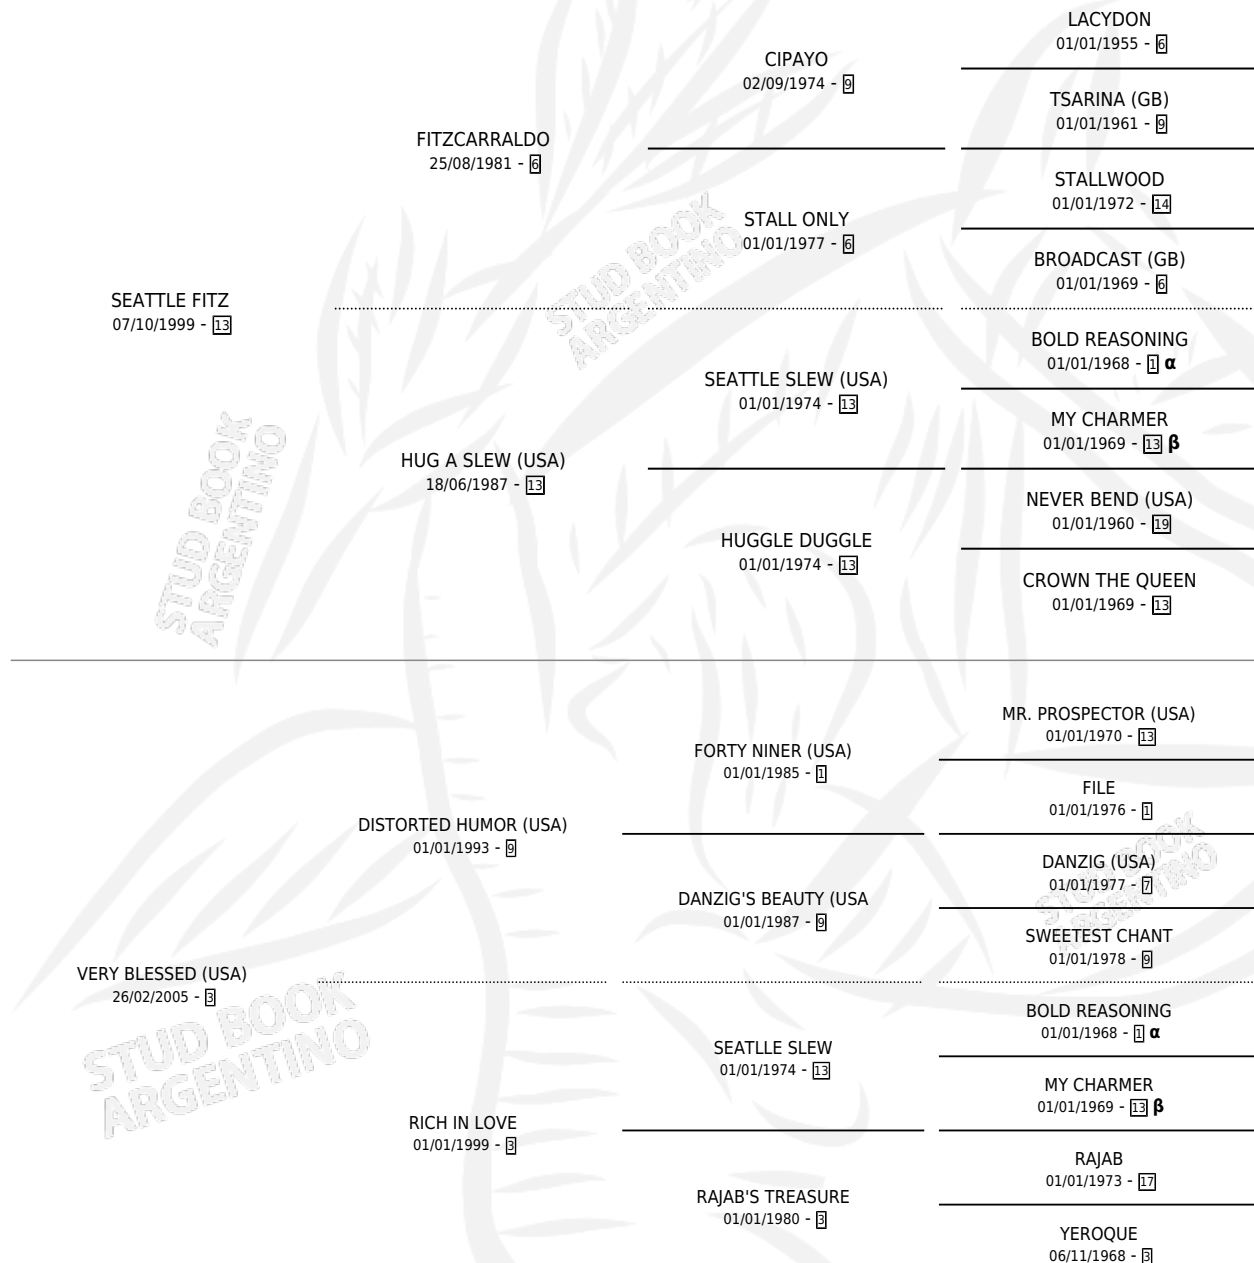 LACYDON
01/01/1955 - 6
CIPAYO
02/09/1974 - 9
TSARINA (GB)
01/01/1961 - 9
FITZCARRALDO
25/08/1981 - 6
STALLWOOD
01/01/1972 - 14
STALL ONLY
01/01/1977 - 6
BROADCAST (GB)
01/01/1969 - 6
SEATTLE FITZ
07/10/1999 - 13
BOLD REASONING
01/01/1968 - 1 α
SEATTLE SLEW (USA)
01/01/1974 - 13
MY CHARMER
01/01/1969 - 13 β
HUG A SLEW (USA)
18/06/1987 - 13
NEVER BEND (USA)
01/01/1960 - 19
HUGGLE DUGGLE
01/01/1974 - 13
CROWN THE QUEEN
01/01/1969 - 13
MR. PROSPECTOR (USA)
01/01/1970 - 13
FORTY NINER (USA)
01/01/1985 - 1
FILE
01/01/1976 - 1
DISTORTED HUMOR (USA)
01/01/1993 - 9
DANZIG (USA)
01/01/1977 - 7
DANZIG'S BEAUTY (USA
01/01/1987 - 9
SWEETEST CHANT
01/01/1978 - 9
VERY BLESSED (USA)
26/02/2005 - 3
BOLD REASONING
01/01/1968 - 1 α
SEATLLE SLEW
01/01/1974 - 13
MY CHARMER
01/01/1969 - 13 β
RICH IN LOVE
01/01/1999 - 3
RAJAB
01/01/1973 - 17
RAJAB'S TREASURE
01/01/1980 - 3
YEROQUE
06/11/1968 - 3
STUD BOOK
ARGENTINO
STUD BOOK
ARGENTINO
STUD BOOK
ARGENTINO
STUD BOOK
ARGENTINO